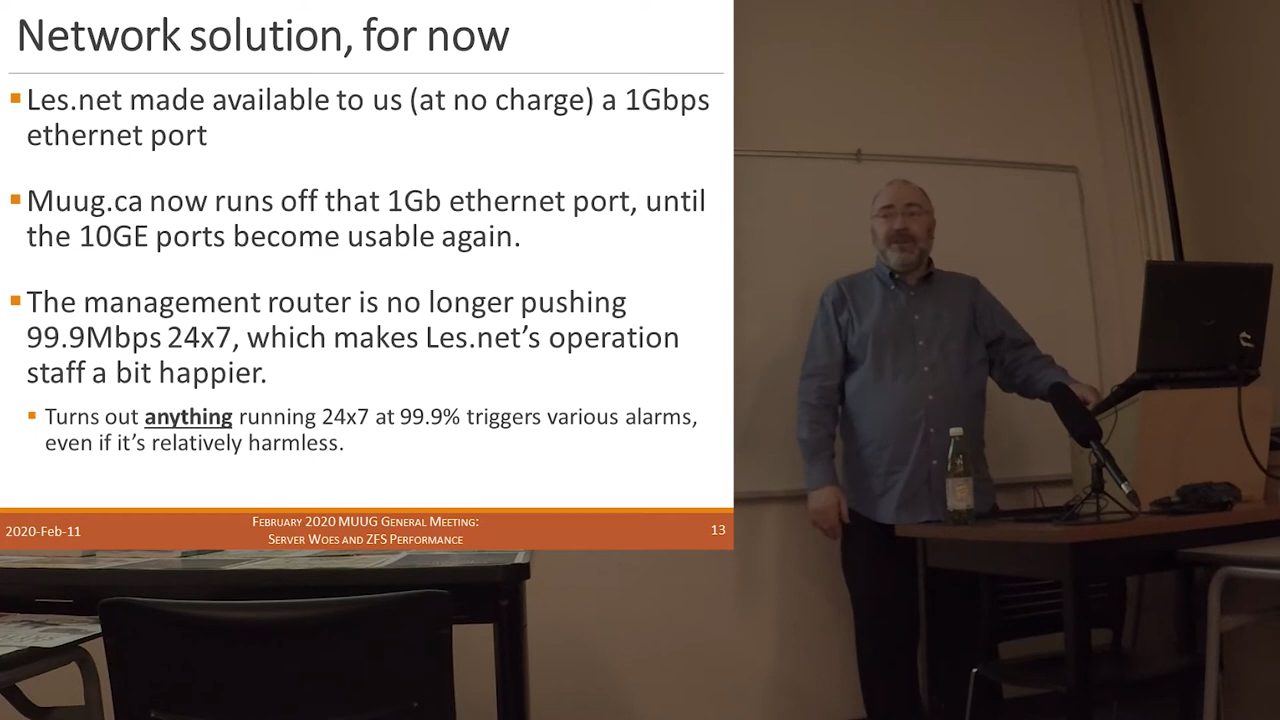 Network solution, for now
Les.net made available to us (at no charge) a 1Gbps
ethernet port
Muug.ca now runs off that 1Gb ethernet port, until
the 10GE ports become usable again.
The management router is no longer pushing
99.9Mbps 24x7, which makes Les.net’s operation
staff a bit happier.
Turns out anything running 24x7 at 99.9% triggers various alarms,
even if it’s relatively harmless.
2020-Feb-11
February 2020 MUUG General Meeting:
Server Woes and ZFS Performance
13